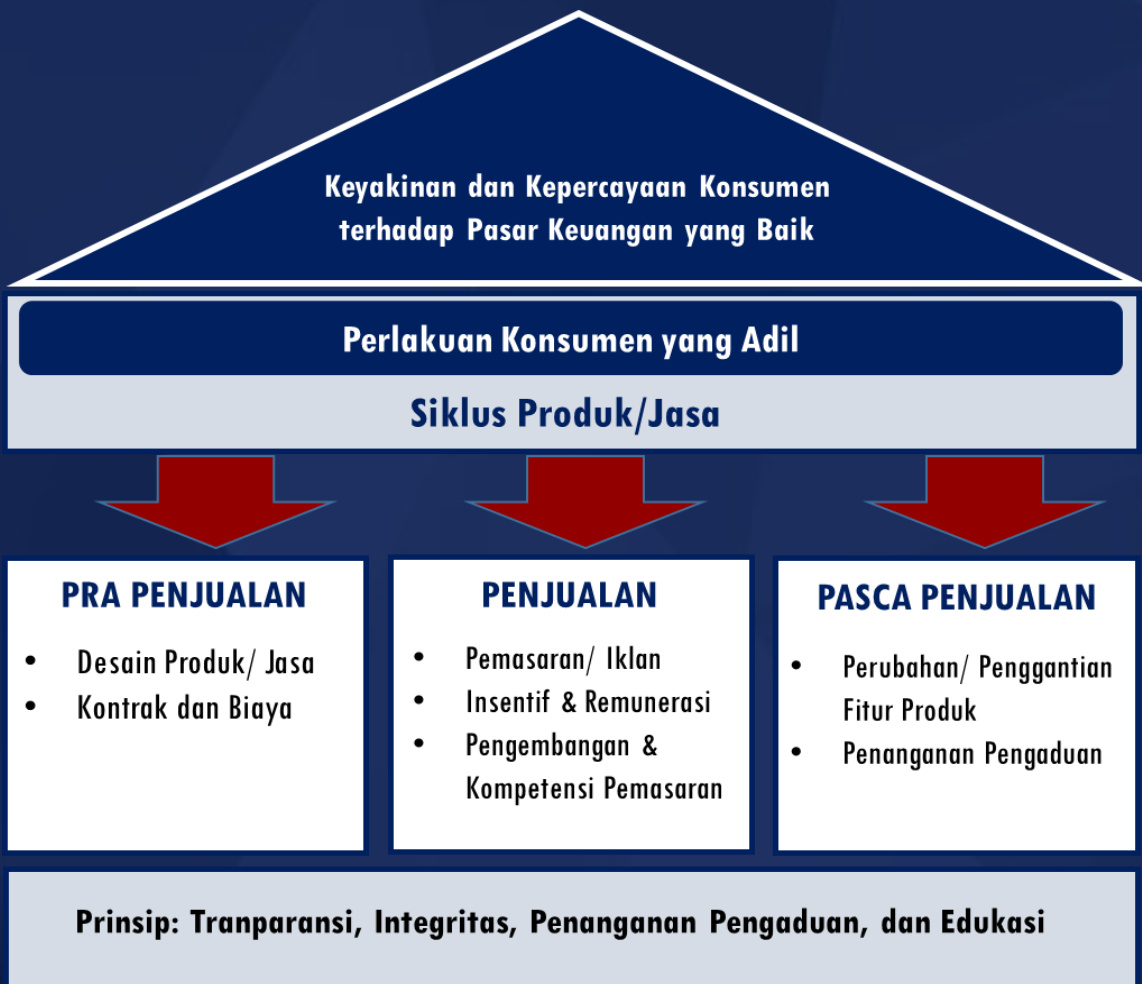 Keyakinan dan Kepercayaan Konsumen
terhadap Pasar Keuangan yang Baik
Perlakuan Konsumen yang Adil
Siklus Produk/Jasa
PRA PENJUALAN
• Desain Produk/ Jasa
• Kontrak dan Biaya
PENJUALAN
• Pemasaran/ Iklan
• Insentif & Remunerasi
• Pengembangan &
Kompetensi Pemasaran
PASCA PENJUALAN
• Perubahan/ Penggantian
Fitur Produk
• Penanganan Pengaduan
Prinsip: Tranparansi, Integritas, Penanganan Pengaduan, dan Edukasi